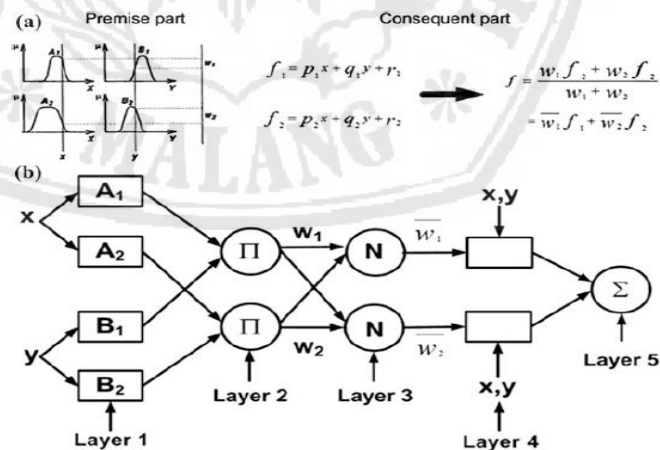 (a) Premise part Consequent part
μ A₁ X μ B₁ Y w₁
μ A₂ X μ B₂ Y w₂
x y
f₁ = p₁x + q₁y + r₁
f₂ = p₂x + q₂y + r₂
f = (w₁f₁ + w₂f₂) / (w₁ + w₂)
= w̅₁f₁ + w̅₂f₂
MALANG
(b)
x A₁ A₂
y B₁ B₂
Π w₁ N w̅₁ x,y
Π w₂ N w̅₂ x,y
Σ
Layer 1
Layer 2
Layer 3
Layer 4
Layer 5